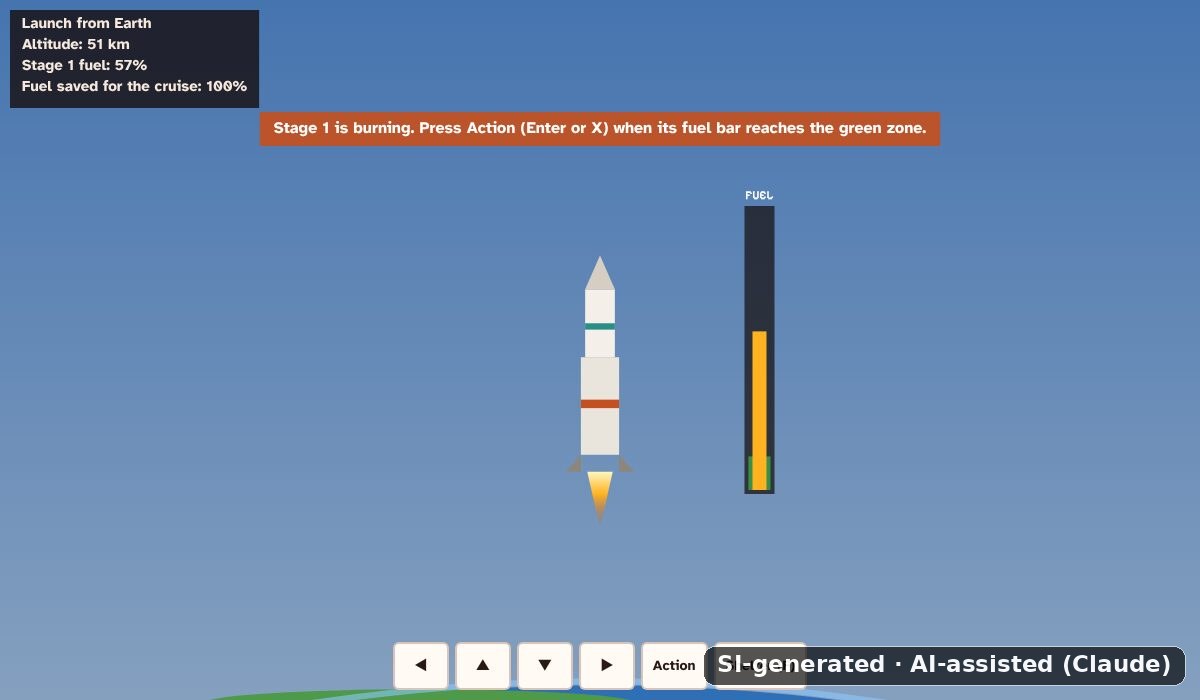 Launch from Earth
Altitude: 51 km
Stage 1 fuel: 57%
Fuel saved for the cruise: 100%
Stage 1 is burning. Press Action (Enter or X) when its fuel bar reaches the green zone.
FUEL
Action
SI-generated · AI-assisted (Claude)